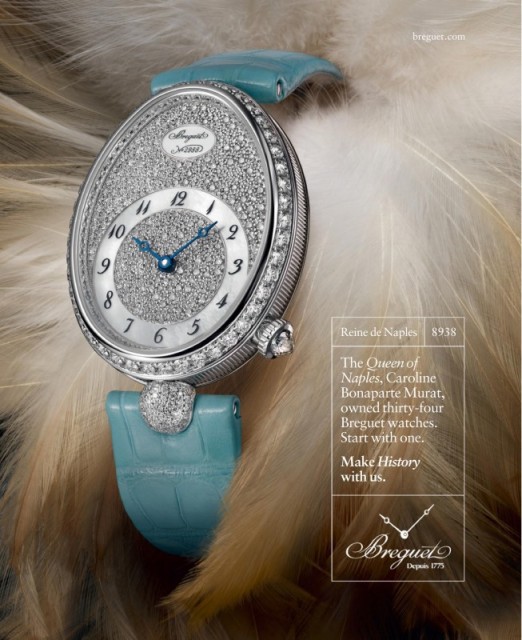 breguet.com
Breguet
Nº2999
12
1
2
3
4
5
6
7
8
9
10
11
Reine de Naples 8938
The Queen of
Naples, Caroline
Bonaparte Murat,
owned thirty-four
Breguet watches.
Start with one.
Make History
with us.
Breguet
Depuis 1775